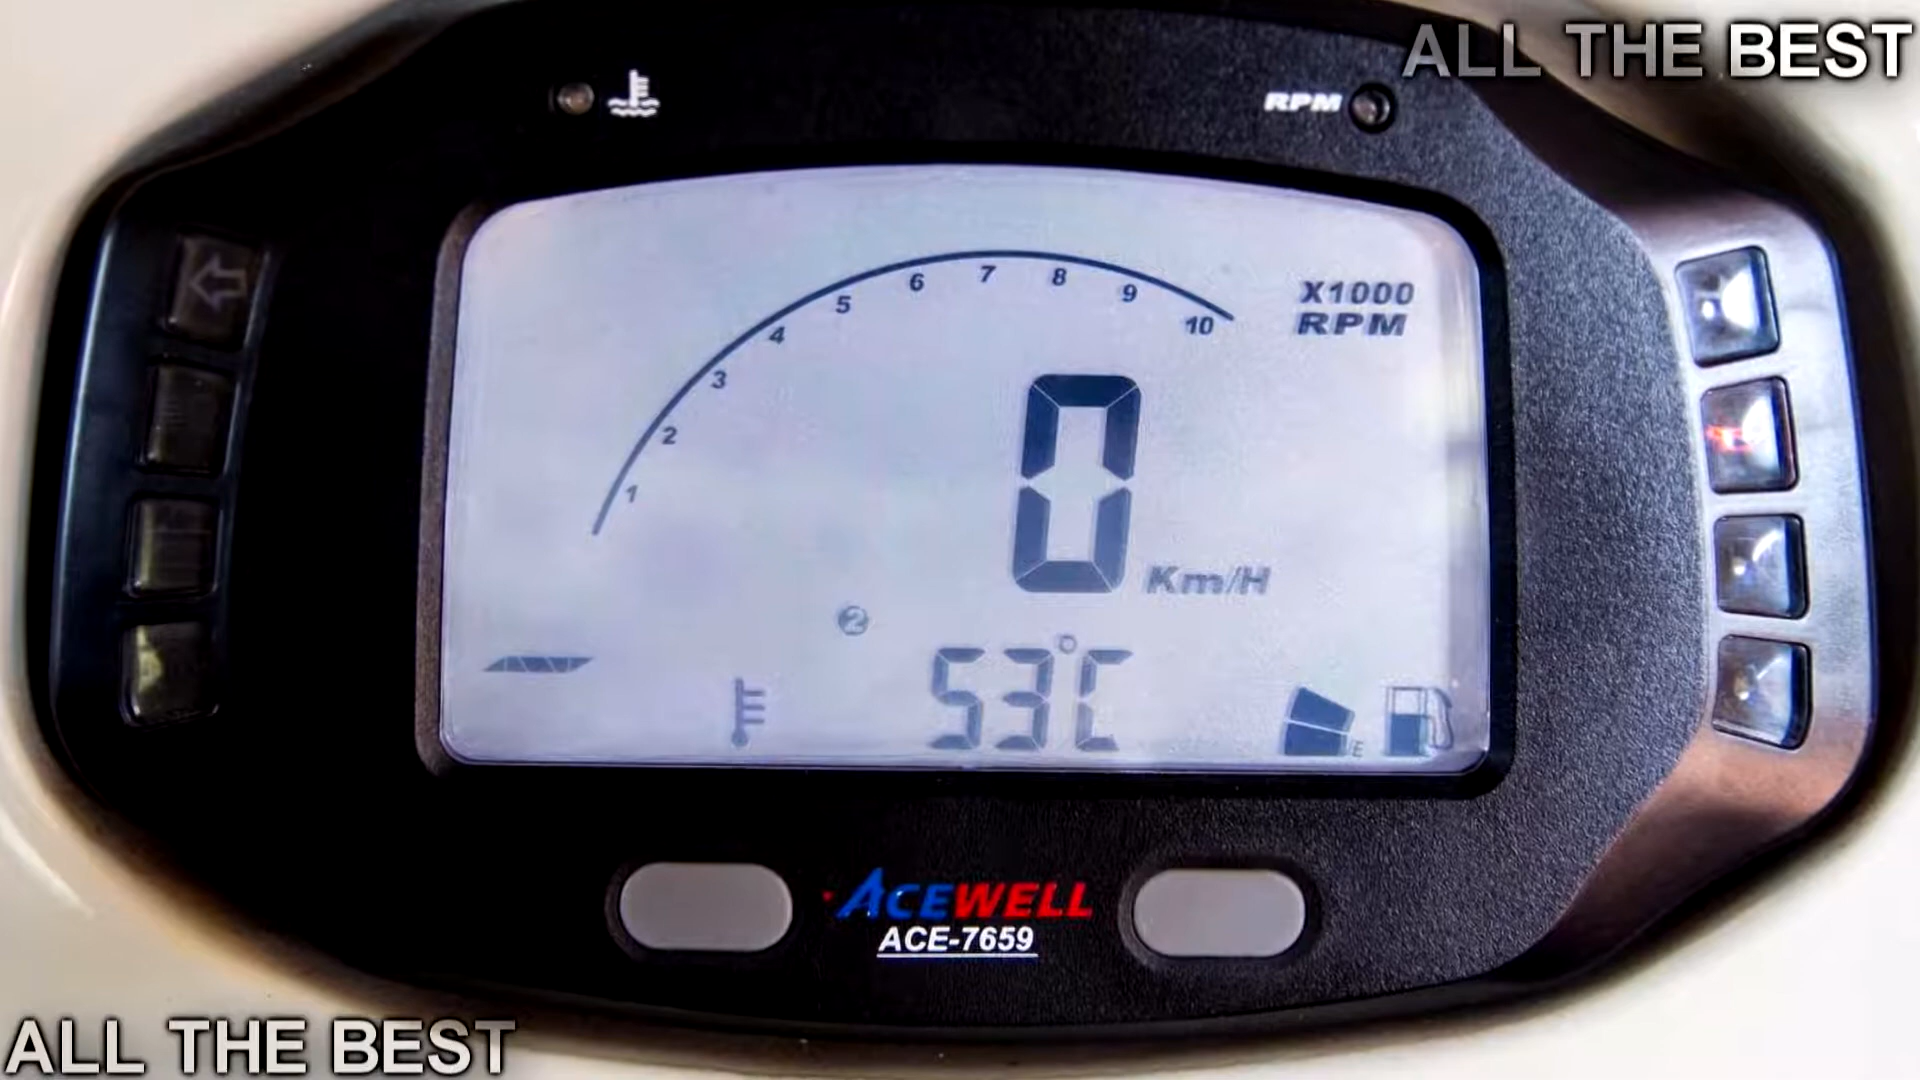 ALL THE BEST
RPM
1
2
3
4
5
6
7
8
9
10
X1000
RPM
0
Km/H
2
53°C
E
ACEWELL
ACE-7659
ALL THE BEST